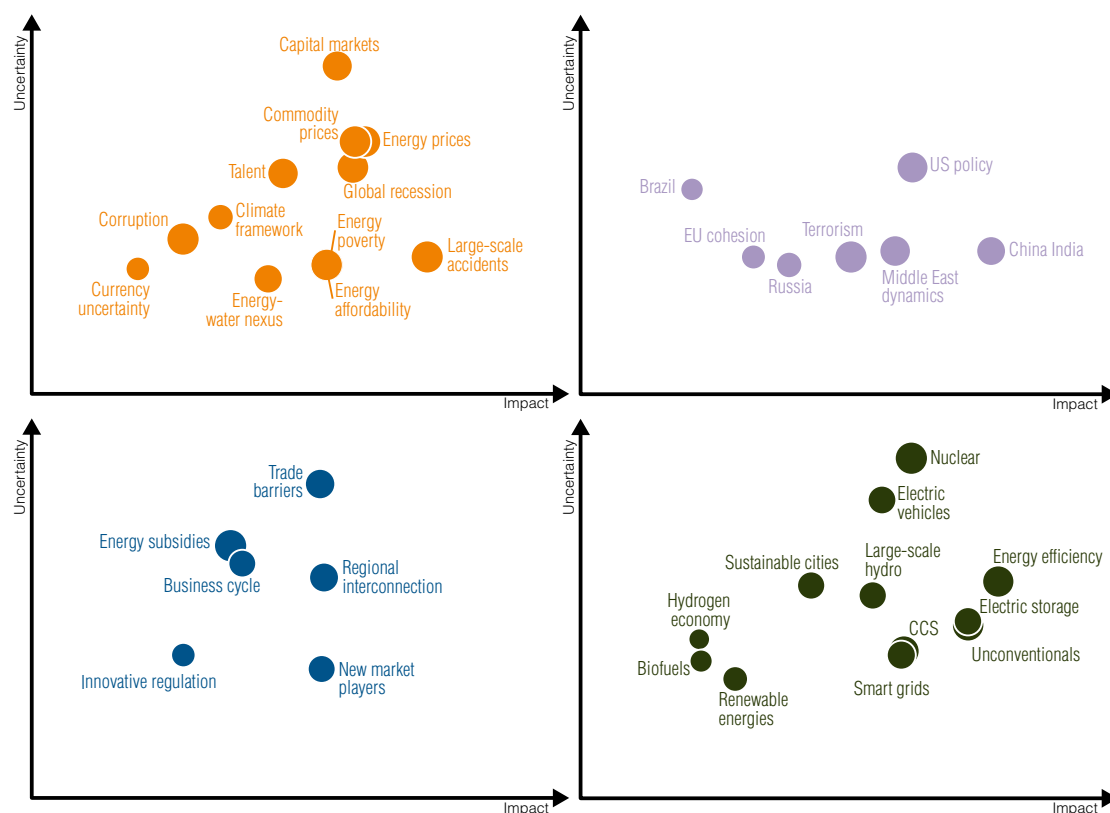 Uncertainty
Capital markets
Commodity
prices
Energy prices
Talent
Global recession
Climate
framework
Corruption
Energy
poverty
Large-scale
accidents
Currency
uncertainty
Energy-
water nexus
Energy
affordability
Impact
Uncertainty
US policy
Brazil
EU cohesion
Terrorism
China India
Russia
Middle East
dynamics
Impact
Uncertainty
Trade
barriers
Energy subsidies
Business cycle
Regional
interconnection
Innovative regulation
New market
players
Impact
Uncertainty
Nuclear
Electric
vehicles
Sustainable cities
Large-scale
hydro
Energy efficiency
Hydrogen
economy
Electric storage
CCS
Unconventionals
Biofuels
Smart grids
Renewable
energies
Impact